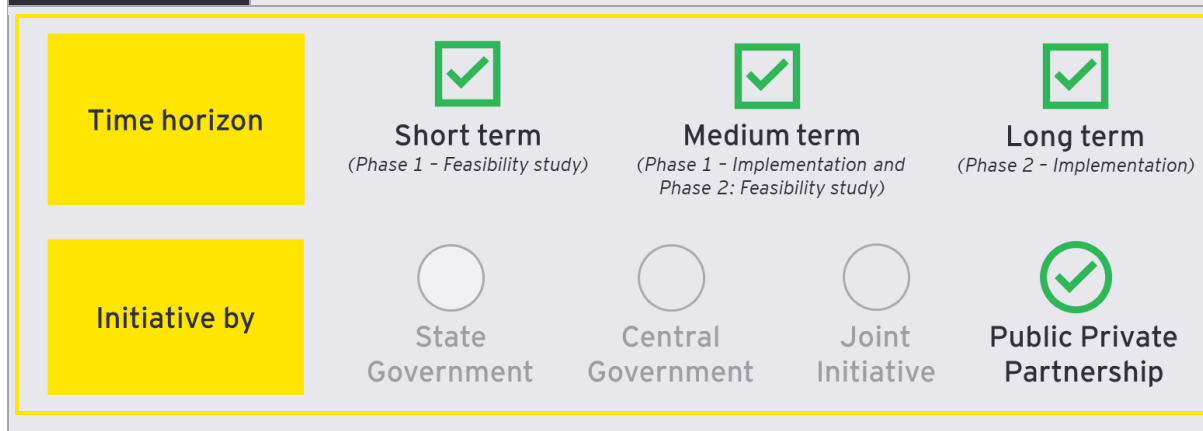 Time horizon
Short term
(Phase 1 – Feasibility study)
Medium term
(Phase 1 – Implementation and
Phase 2: Feasibility study)
Long term
(Phase 2 – Implementation)
Initiative by
State
Government
Central
Government
Joint
Initiative
Public Private
Partnership